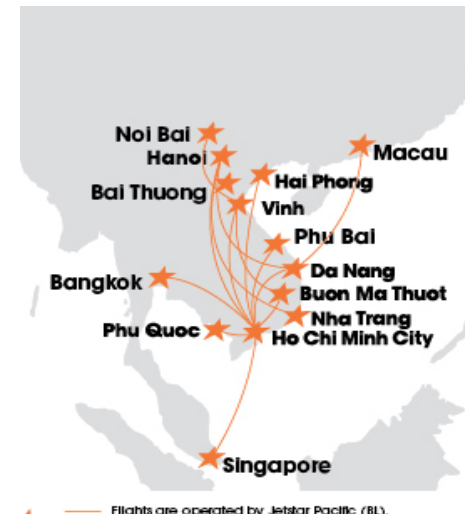 Noi Bai
Hanoi
Macau
Bai Thuong
Hai Phong
Vinh
Phu Bai
Da Nang
Bangkok
Buon Ma Thuot
Nha Trang
Phu Quoc
Ho Chi Minh City
Singapore
Flights are operated by Jetstar Pacific (BL).